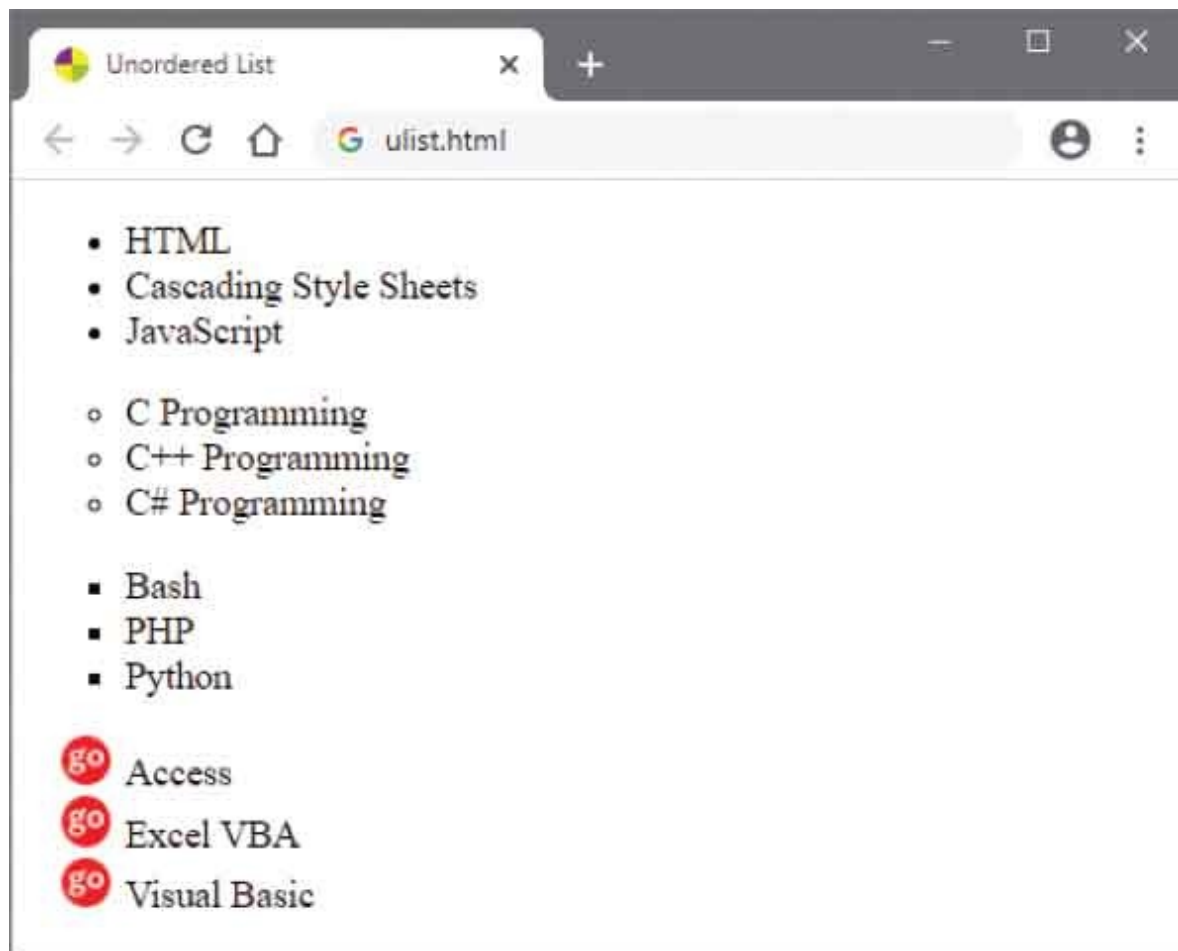 Unordered List
ulist.html
HTML
Cascading Style Sheets
JavaScript
C Programming
C++ Programming
C# Programming
Bash
PHP
Python
go Access
go Excel VBA
go Visual Basic